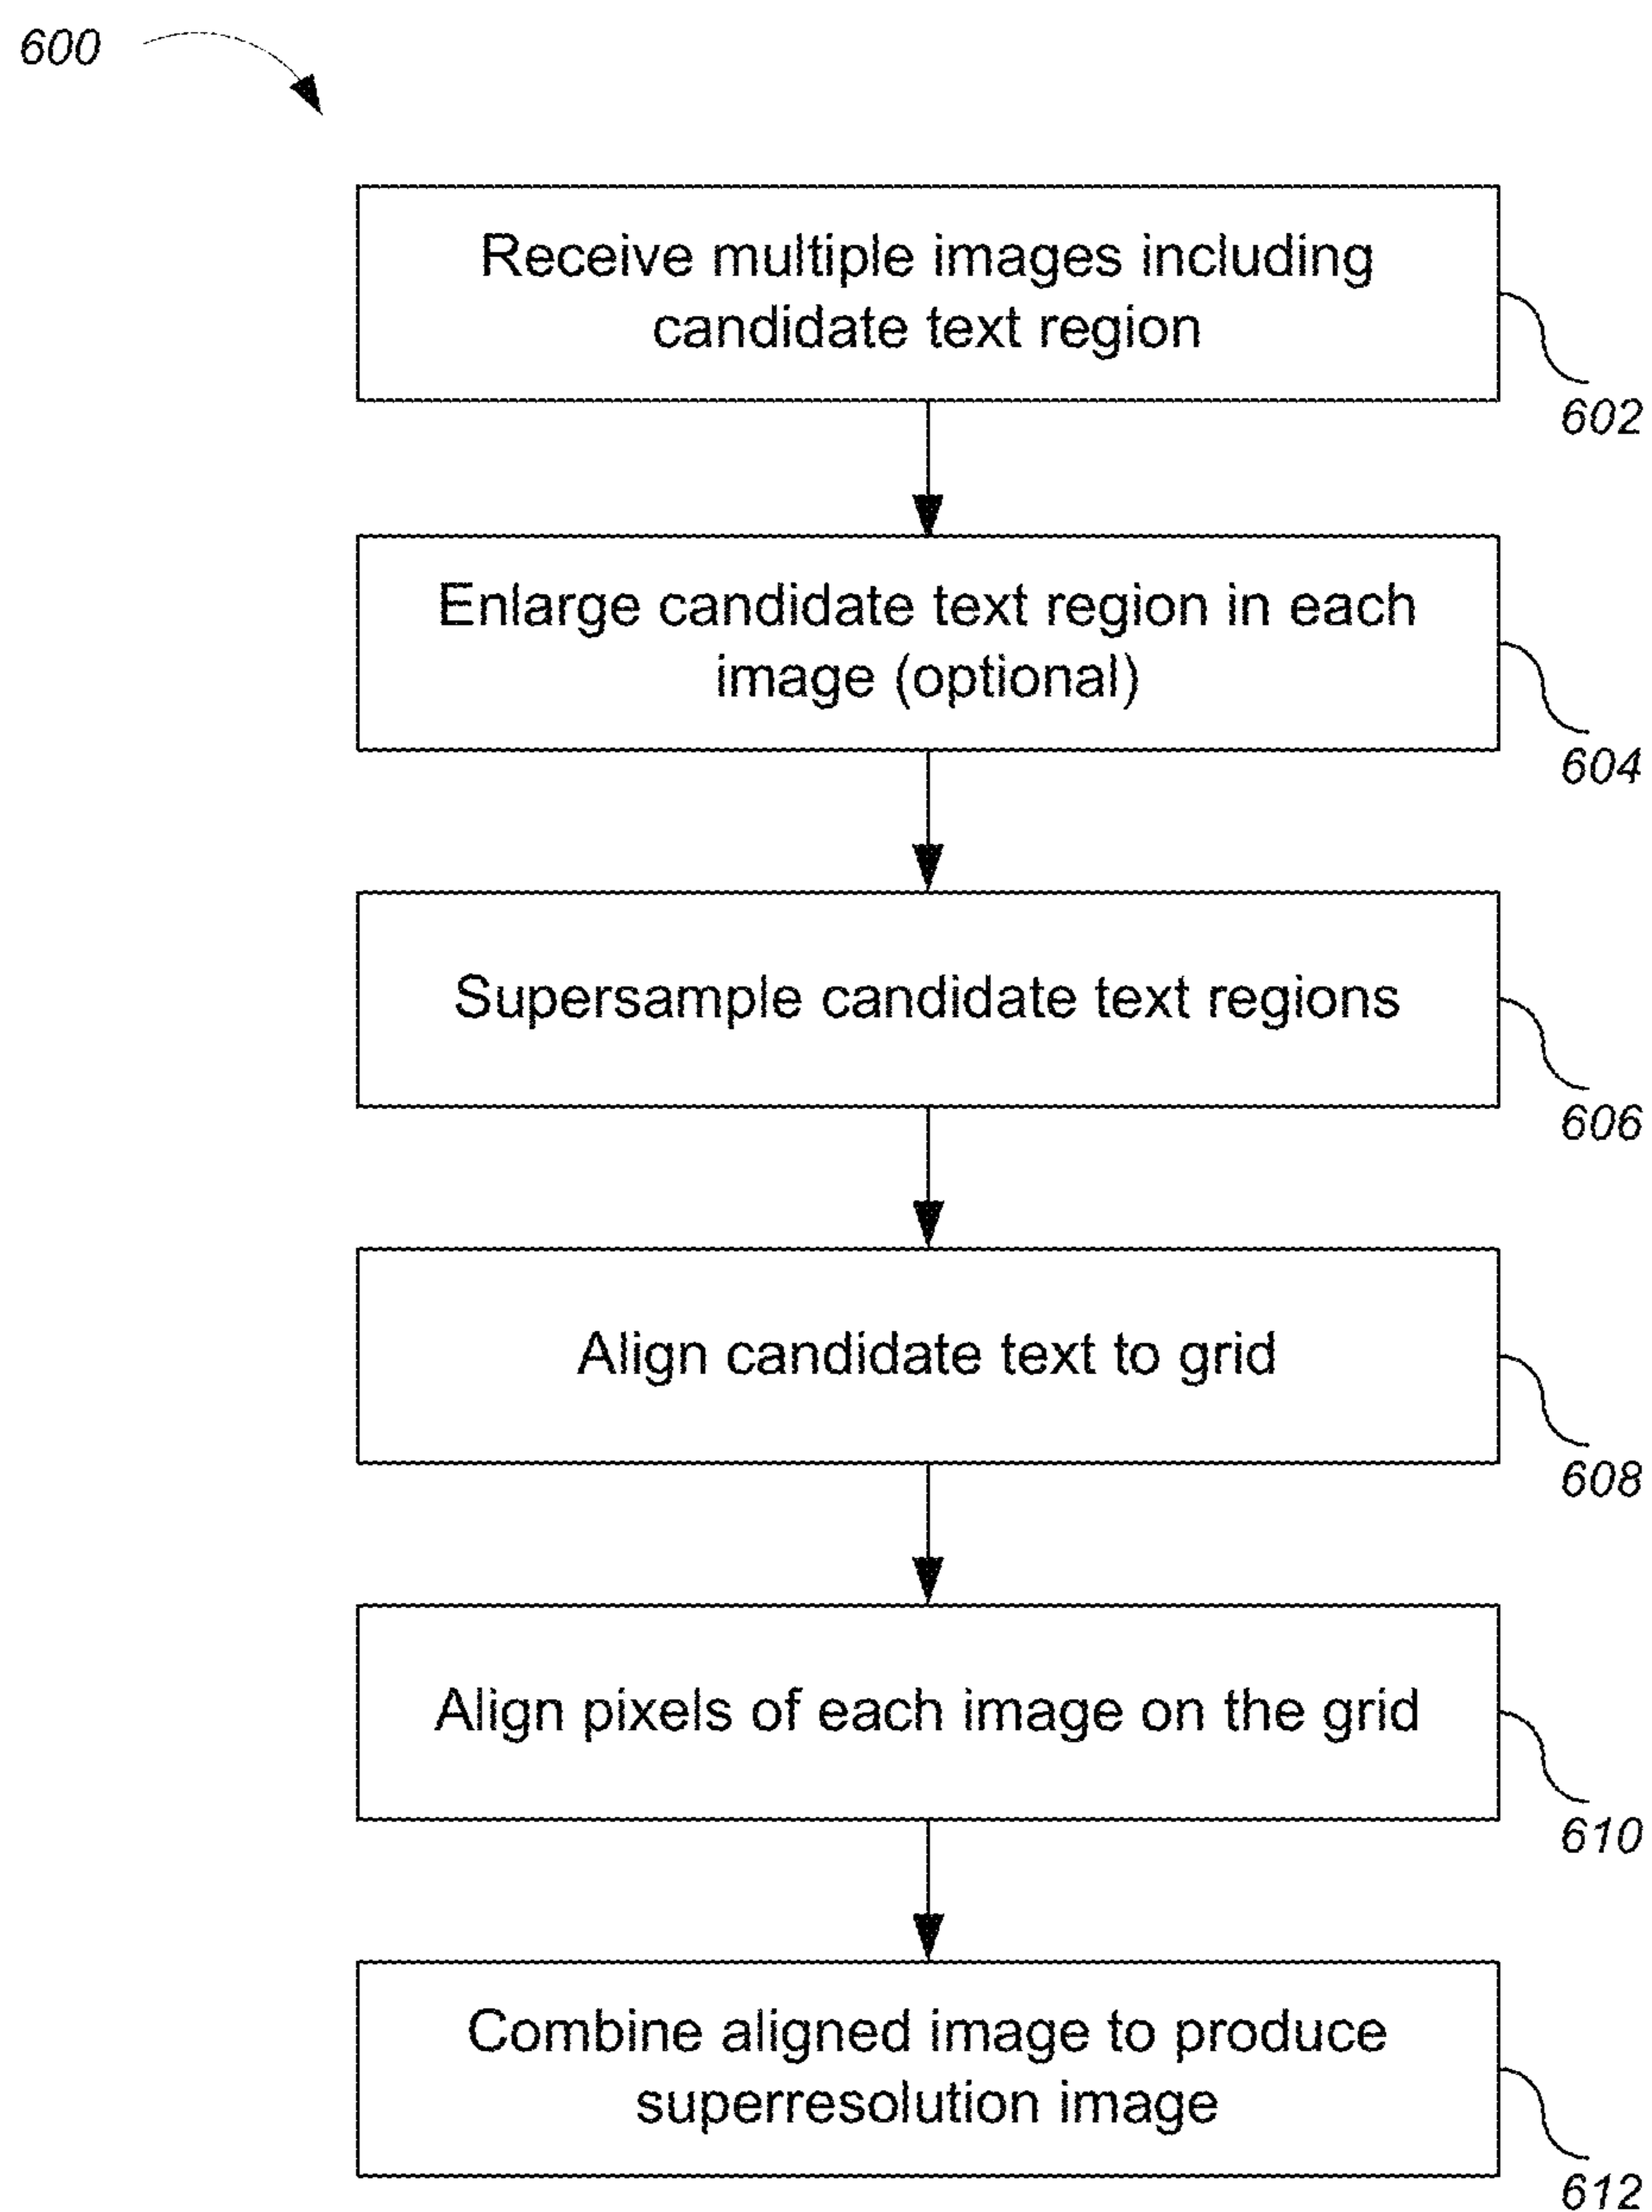 600
Receive multiple images including
candidate text region
602
Enlarge candidate text region in each
image (optional)
604
Supersample candidate text regions
606
Align candidate text to grid
608
Align pixels of each image on the grid
610
Combine aligned image to produce
superresolution image
612